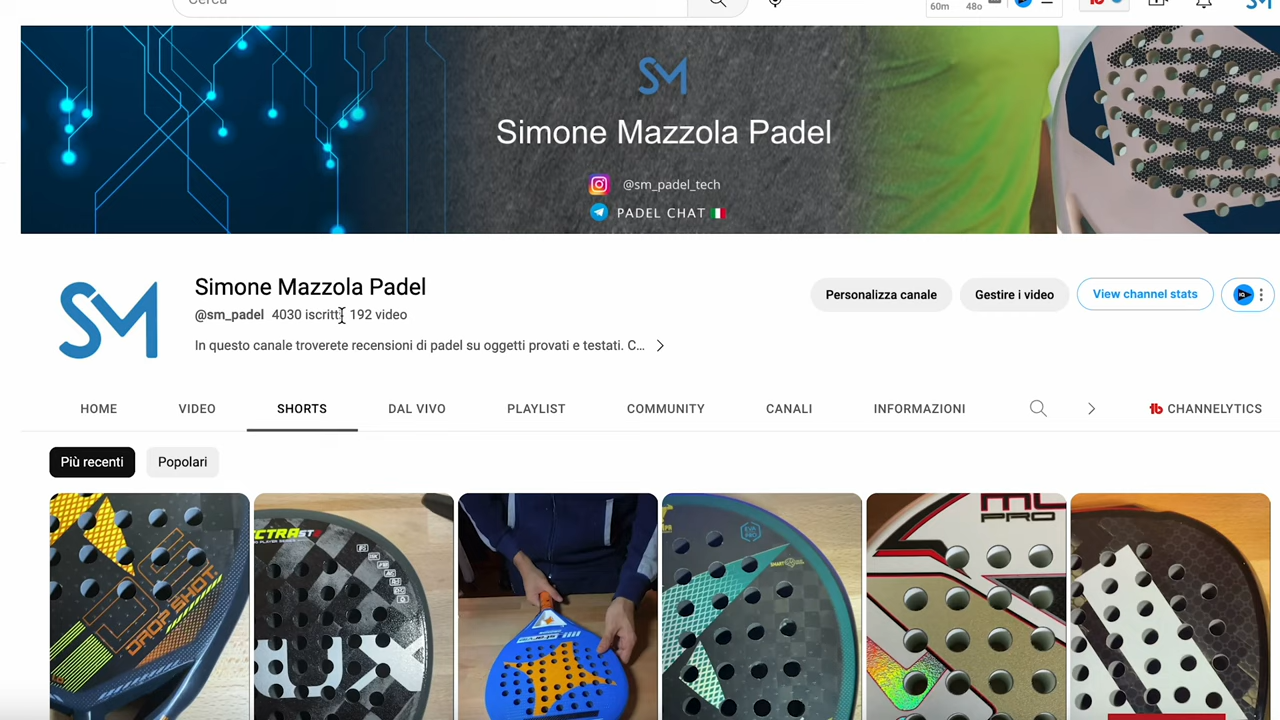 Cerca
60m 48o
SM
Simone Mazzola Padel
@sm_padel_tech
PADEL CHAT
SM
Simone Mazzola Padel
@sm_padel 4030 iscritti 192 video
In questo canale troverete recensioni di padel su oggetti provati e testati. C...
Personalizza canale
Gestire i video
View channel stats
HOME VIDEO SHORTS DAL VIVO PLAYLIST COMMUNITY CANALI INFORMAZIONI CHANNELYTICS
Più recenti
Popolari
DROP SHOT
PRO